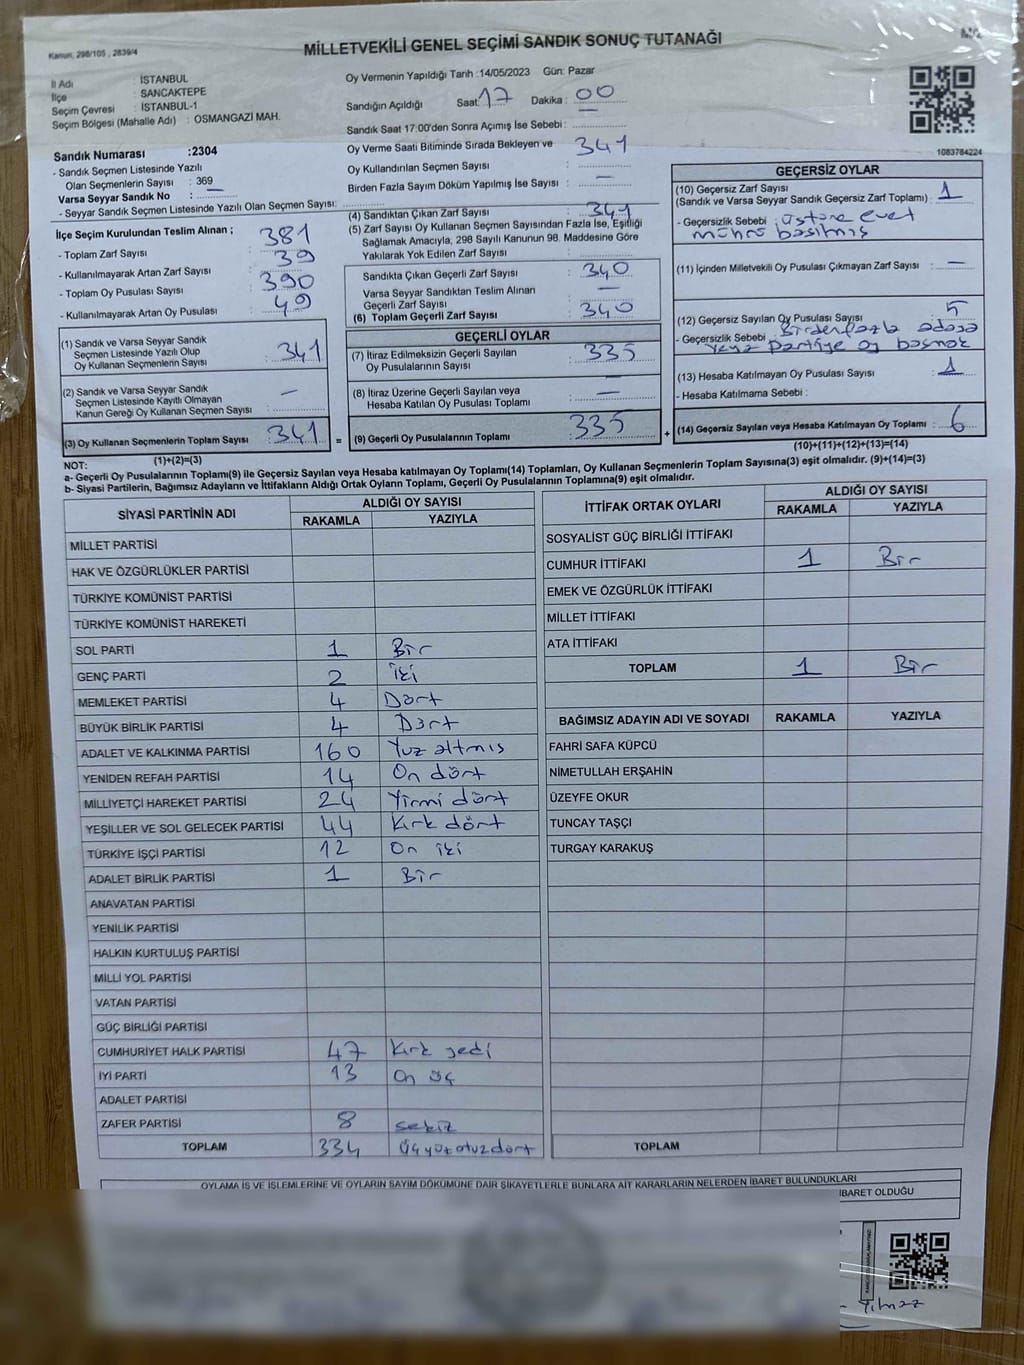 Kanun, 298/105 , 2839/4
MİLLETVEKİLİ GENEL SEÇİMİ SANDIK SONUÇ TUTANAĞI
İl Adı : İSTANBUL
İlçe : SANCAKTEPE
Seçim Çevresi : İSTANBUL-1
Seçim Bölgesi (Mahalle Adı) : OSMANGAZİ MAH.
Oy Vermenin Yapıldığı Tarih :14/05/2023 Gün: Pazar
Sandığın Açıldığı Saat: 17 Dakika : 00
Sandık Saat 17:00'den Sonra Açımış İse Sebebi :
1083784224
Sandık Numarası :2304
- Sandık Seçmen Listesinde Yazılı
Olan Seçmenlerin Sayısı : 369
Varsa Seyyar Sandık No : —
- Seyyar Sandık Seçmen Listesinde Yazılı Olan Seçmen Sayısı:
Oy Verme Saati Bitiminde Sırada Bekleyen ve
Oy Kullandırılan Seçmen Sayısı : 341
Birden Fazla Sayım Döküm Yapılmış İse Sayısı : —
İlçe Seçim Kurulundan Teslim Alınan ;
- Toplam Zarf Sayısı : 381
- Kullanılmayarak Artan Zarf Sayısı : 39
- Toplam Oy Pusulası Sayısı : 390
- Kullanılmayarak Artan Oy Pusulası : 49
(1) Sandık ve Varsa Seyyar Sandık
Seçmen Listesinde Yazılı Olup
Oy Kullanan Seçmenlerin Sayısı : 341
(2) Sandık ve Varsa Seyyar Sandık
Seçmen Listesinde Kayıtlı Olmayan
Kanun Gereği Oy Kullanan Seçmen Sayısı : —
(3) Oy Kullanan Seçmenlerin Toplam Sayısı : 341
(1)+(2)=(3)
(4) Sandıktan Çıkan Zarf Sayısı : 341
(5) Zarf Sayısı Oy Kullanan Seçmen Sayısından Fazla İse, Eşitliği
Sağlamak Amacıyla, 298 Sayılı Kanunun 98. Maddesine Göre
Yakılarak Yok Edilen Zarf Sayısı :
Sandıkta Çıkan Geçerli Zarf Sayısı : 340
Varsa Seyyar Sandıktan Teslim Alınan
Geçerli Zarf Sayısı : —
(6) Toplam Geçerli Zarf Sayısı : 340
GEÇERLİ OYLAR
(7) İtiraz Edilmeksizin Geçerli Sayılan
Oy Pusulalarının Sayısı : 335
(8) İtiraz Üzerine Geçerli Sayılan veya
Hesaba Katılan Oy Pusulası Toplamı : —
= (9) Geçerli Oy Pusulalarının Toplamı : 335 +
GEÇERSİZ OYLAR
(10) Geçersiz Zarf Sayısı
(Sandık ve Varsa Seyyar Sandık Geçersiz Zarf Toplamı) : 1
- Geçersizlik Sebebi : üstüne evet
mührü basılmış
(11) İçinden Milletvekili Oy Pusulası Çıkmayan Zarf Sayısı : —
(12) Geçersiz Sayılan Oy Pusulası Sayısı : 5
- Geçersizlik Sebebi : Birden fazla adaya
veya partiye oy basmak
(13) Hesaba Katılmayan Oy Pusulası Sayısı : 1
- Hesaba Katılmama Sebebi :
(14) Geçersiz Sayılan veya Hesaba Katılmayan Oy Toplamı : 6
(10)+(11)+(12)+(13)=(14)
NOT:
a- Geçerli Oy Pusulalarının Toplamı(9) ile Geçersiz Sayılan veya Hesaba katılmayan Oy Toplamı(14) Toplamları, Oy Kullanan Seçmenlerin Toplam Sayısına(3) eşit olmalıdır. (9)+(14)=(3)
b- Siyasi Partilerin, Bağımsız Adayların ve İttifakların Aldığı Ortak Oyların Toplamı, Geçerli Oy Pusulalarının Toplamına(9) eşit olmalıdır.
SİYASİ PARTİNİN ADI ALDIĞI OY SAYISI
RAKAMLA YAZIYLA
MİLLET PARTİSİ
HAK VE ÖZGÜRLÜKLER PARTİSİ
TÜRKİYE KOMÜNİST PARTİSİ
TÜRKİYE KOMÜNİST HAREKETİ
SOL PARTİ 1 Bir
GENÇ PARTİ 2 iki
MEMLEKET PARTİSİ 4 Dört
BÜYÜK BİRLİK PARTİSİ 4 Dört
ADALET VE KALKINMA PARTİSİ 160 Yuz altmıs
YENİDEN REFAH PARTİSİ 14 On dört
MİLLİYETÇİ HAREKET PARTİSİ 24 Yirmi dört
YEŞİLLER VE SOL GELECEK PARTİSİ 44 Kırk dört
TÜRKİYE İŞÇİ PARTİSİ 12 On iki
ADALET BİRLİK PARTİSİ 1 Bir
ANAVATAN PARTİSİ
YENİLİK PARTİSİ
HALKIN KURTULUŞ PARTİSİ
MİLLİ YOL PARTİSİ
VATAN PARTİSİ
GÜÇ BİRLİĞİ PARTİSİ
CUMHURİYET HALK PARTİSİ 47 Kırk yedi
İYİ PARTİ 13 On üç
ADALET PARTİSİ
ZAFER PARTİSİ 8 sekiz
TOPLAM 334 üçyüzotuzdört
İTTİFAK ORTAK OYLARI ALDIĞI OY SAYISI
RAKAMLA YAZIYLA
SOSYALİST GÜÇ BİRLİĞİ İTTİFAKI
CUMHUR İTTİFAKI 1 Bir
EMEK VE ÖZGÜRLÜK İTTİFAKI
MİLLET İTTİFAKI
ATA İTTİFAKI
TOPLAM 1 Bir
BAĞIMSIZ ADAYIN ADI VE SOYADI RAKAMLA YAZIYLA
FAHRİ SAFA KÜPCÜ
NİMETULLAH ERŞAHİN
ÜZEYFE OKUR
TUNCAY TAŞÇI
TURGAY KARAKUŞ
TOPLAM
OYLAMA İŞ VE İŞLEMLERİNE VE OYLARIN SAYIM DÖKÜMÜNE DAİR ŞİKAYETLERLE BUNLARA AİT KARARLARIN NELERDEN İBARET BULUNDUKLARI
İBARET OLDUĞU
Yılmaz